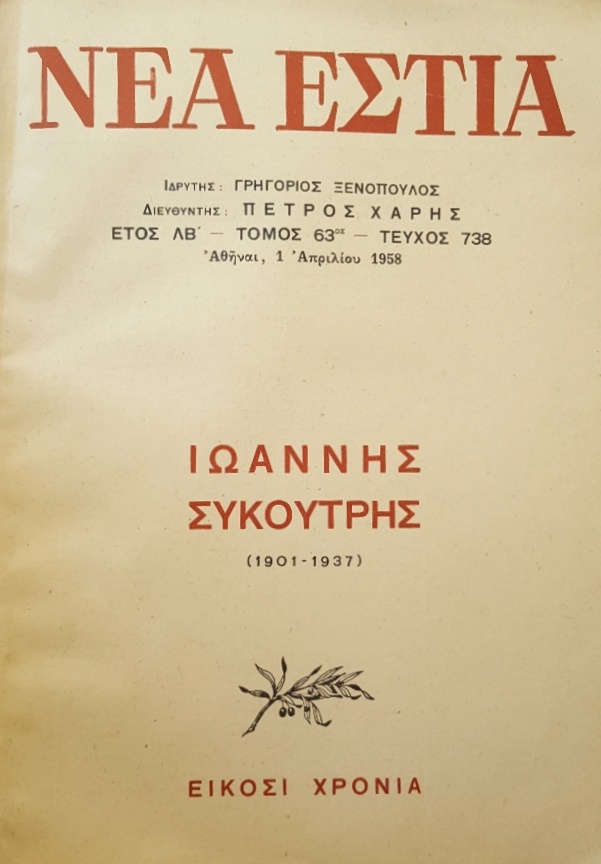 ΝΕΑ ΕΣΤΙΑ
ΙΔΡΥΤΗΣ: ΓΡΗΓΟΡΙΟΣ ΞΕΝΟΠΟΥΛΟΣ
ΔΙΕΥΘΥΝΤΗΣ: ΠΕΤΡΟΣ ΧΑΡΗΣ
ΕΤΟΣ ΛΒ΄ — ΤΟΜΟΣ 63ος — ΤΕΥΧΟΣ 738
Ἀθῆναι, 1 Ἀπριλίου 1958
ΙΩΑΝΝΗΣ
ΣΥΚΟΥΤΡΗΣ
(1901-1937)
ΕΙΚΟΣΙ ΧΡΟΝΙΑ